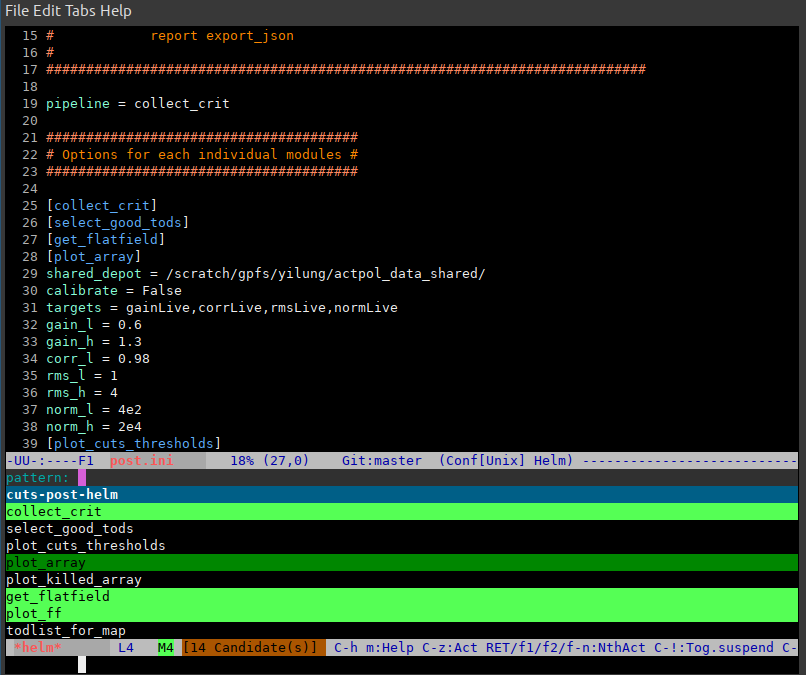 File Edit Tabs Help
15 #            report export_json
16 #
17 ###########################################################################
18
19 pipeline = collect_crit
20
21 #######################################
22 # Options for each individual modules #
23 #######################################
24
25 [collect_crit]
26 [select_good_tods]
27 [get_flatfield]
28 [plot_array]
29 shared_depot = /scratch/gpfs/yilung/actpol_data_shared/
30 calibrate = False
31 targets = gainLive,corrLive,rmsLive,normLive
32 gain_l = 0.6
33 gain_h = 1.3
34 corr_l = 0.98
35 rms_l = 1
36 rms_h = 4
37 norm_l = 4e2
38 norm_h = 2e4
39 [plot_cuts_thresholds]
-UU-:----F1  post.ini       18% (27,0)    Git:master  (Conf[Unix] Helm) ---------------------------
pattern:
cuts-post-helm
collect_crit
select_good_tods
plot_cuts_thresholds
plot_array
plot_killed_array
get_flatfield
plot_ff
todlist_for_map
*helm*       L4   M4 [14 Candidate(s)]  C-h m:Help C-z:Act RET/f1/f2/f-n:NthAct C-!:Tog.suspend C-